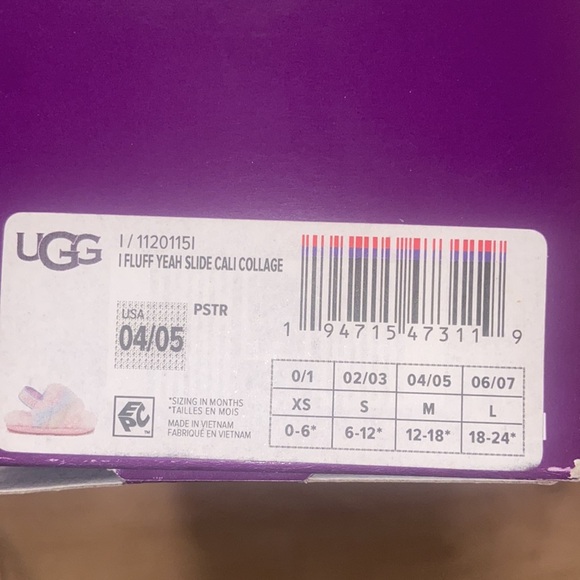 UGG
I / 1120115I
I FLUFF YEAH SLIDE CALI COLLAGE
USA
04/05
PSTR
1 94715 47311 9
EPC™
*SIZING IN MONTHS
*TAILLES EN MOIS
MADE IN VIETNAM
FABRIQUÉ EN VIETNAM
0/1 02/03 04/05 06/07
XS S M L
0-6* 6-12* 12-18* 18-24*